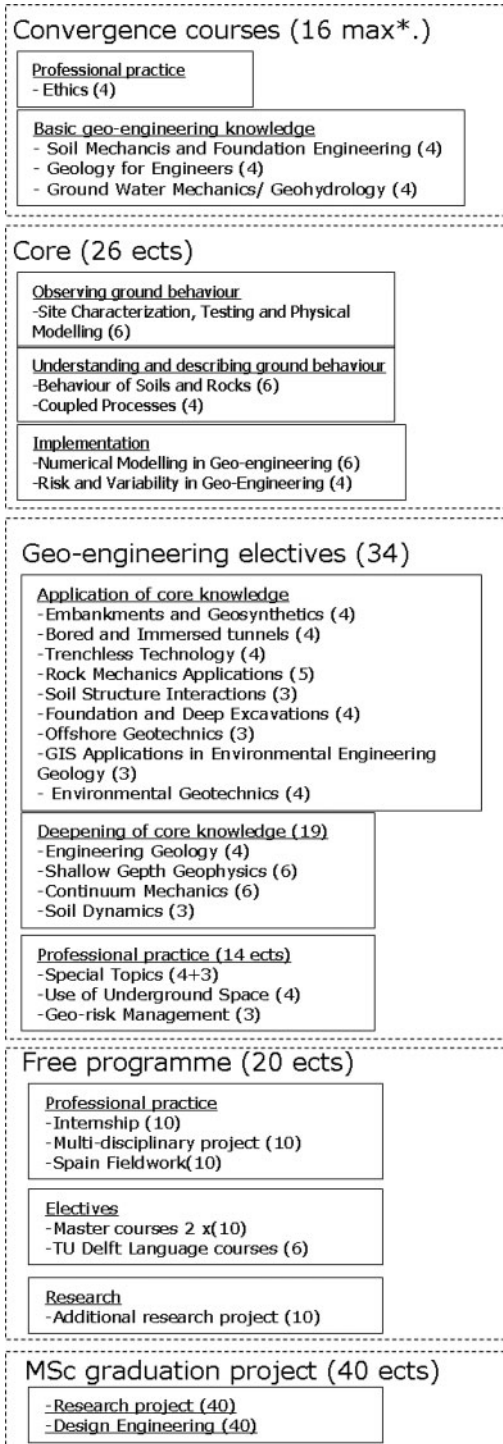 Convergence courses (16 max*.)
Professional practice
- Ethics (4)
Basic geo-engineering knowledge
- Soil Mechancis and Foundation Engineering (4)
- Geology for Engineers (4)
- Ground Water Mechanics/ Geohydrology (4)
Core (26 ects)
Observing ground behaviour
-Site Characterization, Testing and Physical
Modelling (6)
Understanding and describing ground behaviour
-Behaviour of Soils and Rocks (6)
-Coupled Processes (4)
Implementation
-Numerical Modelling in Geo-engineering (6)
-Risk and Variability in Geo-Engineering (4)
Geo-engineering electives (34)
Application of core knowledge
-Embankments and Geosynthetics (4)
-Bored and Immersed tunnels (4)
-Trenchless Technology (4)
-Rock Mechanics Applications (5)
-Soil Structure Interactions (3)
-Foundation and Deep Excavations (4)
-Offshore Geotechnics (3)
-GIS Applications in Environmental Engineering
Geology (3)
- Environmental Geotechnics (4)
Deepening of core knowledge (19)
-Engineering Geology (4)
-Shallow Gepth Geophysics (6)
-Continuum Mechanics (6)
-Soil Dynamics (3)
Professional practice (14 ects)
-Special Topics (4+3)
-Use of Underground Space (4)
-Geo-risk Management (3)
Free programme (20 ects)
Professional practice
-Internship (10)
-Multi-disciplinary project (10)
-Spain Fieldwork(10)
Electives
-Master courses 2 x(10)
-TU Delft Language courses (6)
Research
-Additional research project (10)
MSc graduation project (40 ects)
-Research project (40)
-Design Engineering (40)